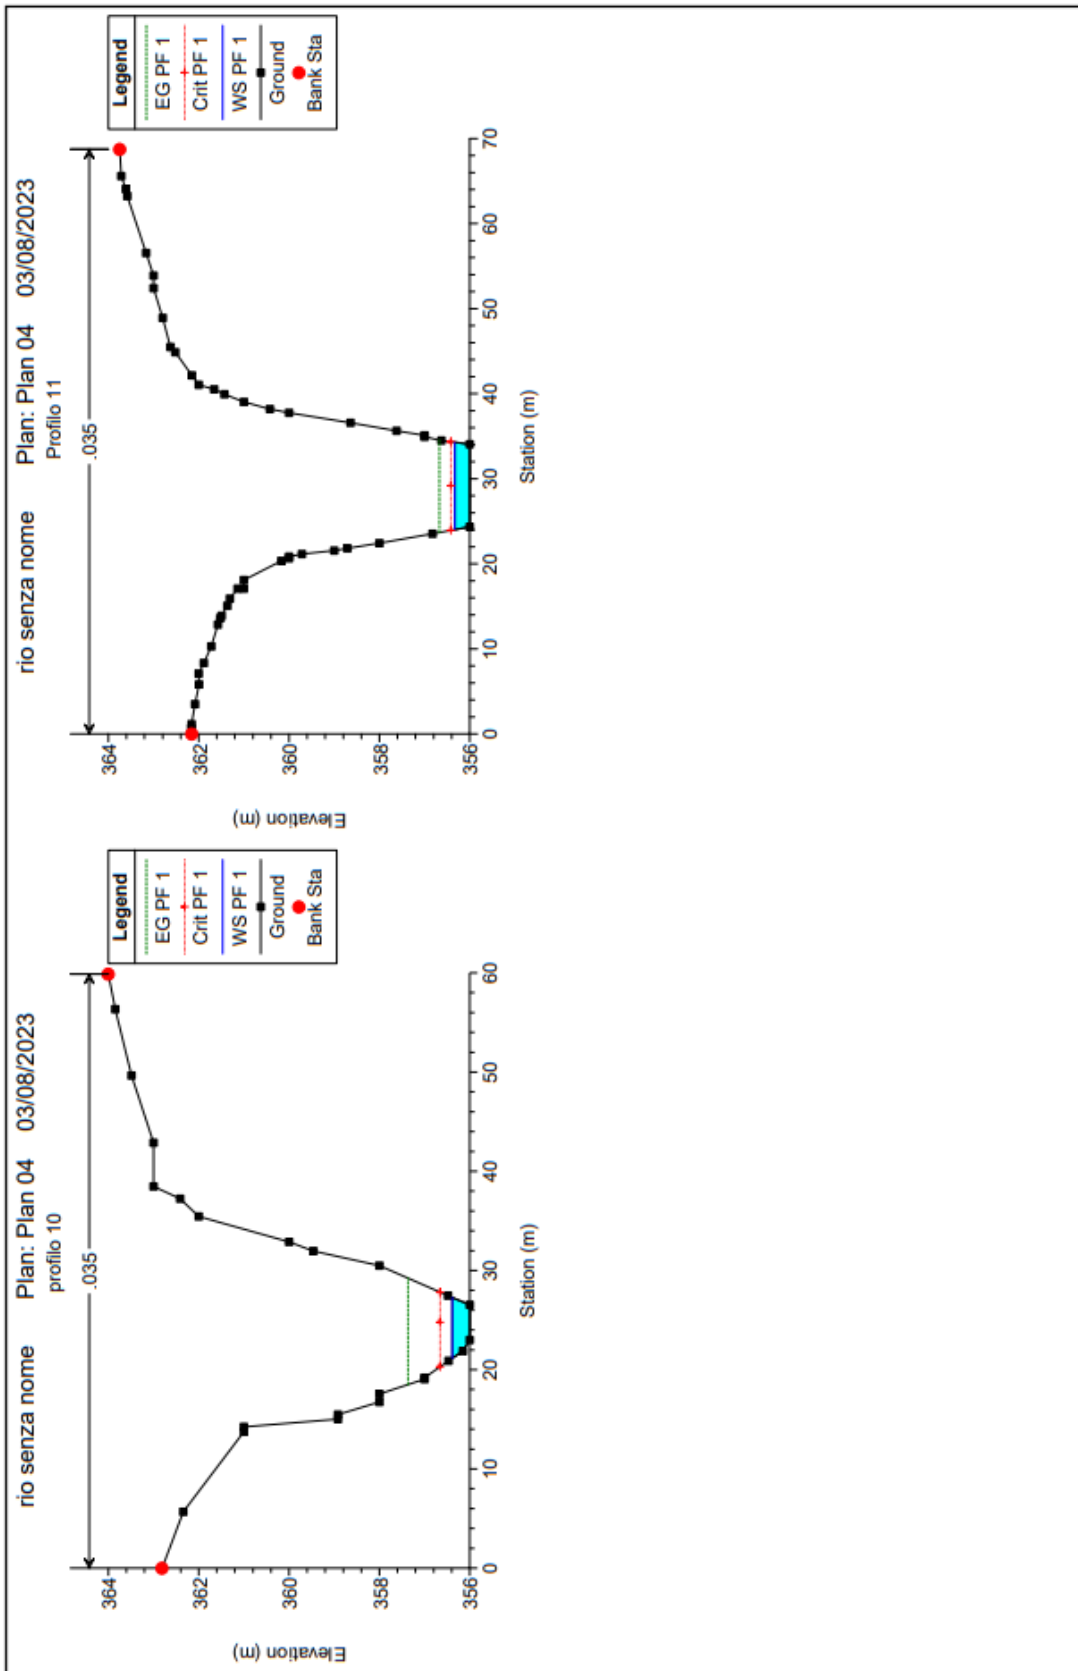 rio senza nome Plan: Plan 04 03/08/2023
profilo 10
.035
Legend
EG PF 1
Crit PF 1
WS PF 1
Ground
Bank Sta
364
362
360
358
356
Elevation (m)
0
10
20
30
40
50
60
Station (m)
rio senza nome Plan: Plan 04 03/08/2023
Profilo 11
.035
Legend
EG PF 1
Crit PF 1
WS PF 1
Ground
Bank Sta
364
362
360
358
356
Elevation (m)
0
10
20
30
40
50
60
70
Station (m)